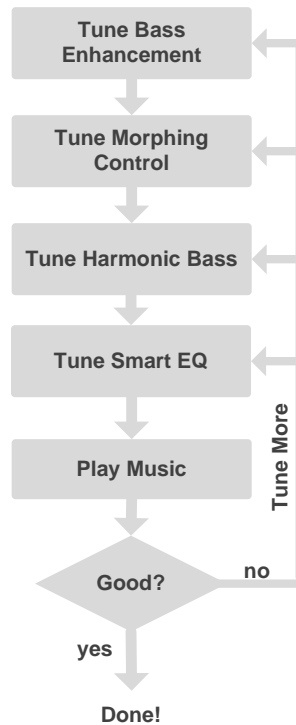 Tune Bass
Enhancement
Tune Morphing
Control
Tune Harmonic Bass
Tune Smart EQ
Play Music
Tune More
Good?
no
yes
Done!